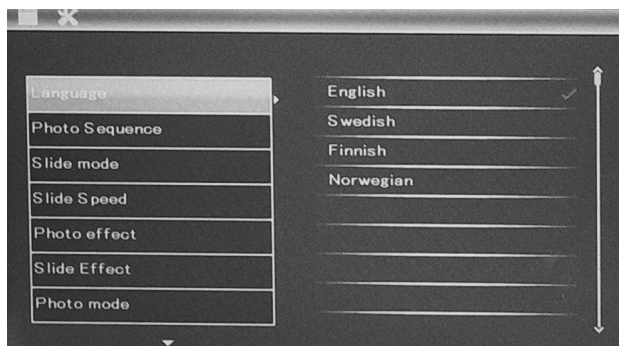 Language
Photo Sequence
Slide mode
Slide Speed
Photo effect
Slide Effect
Photo mode
English
Swedish
Finnish
Norwegian